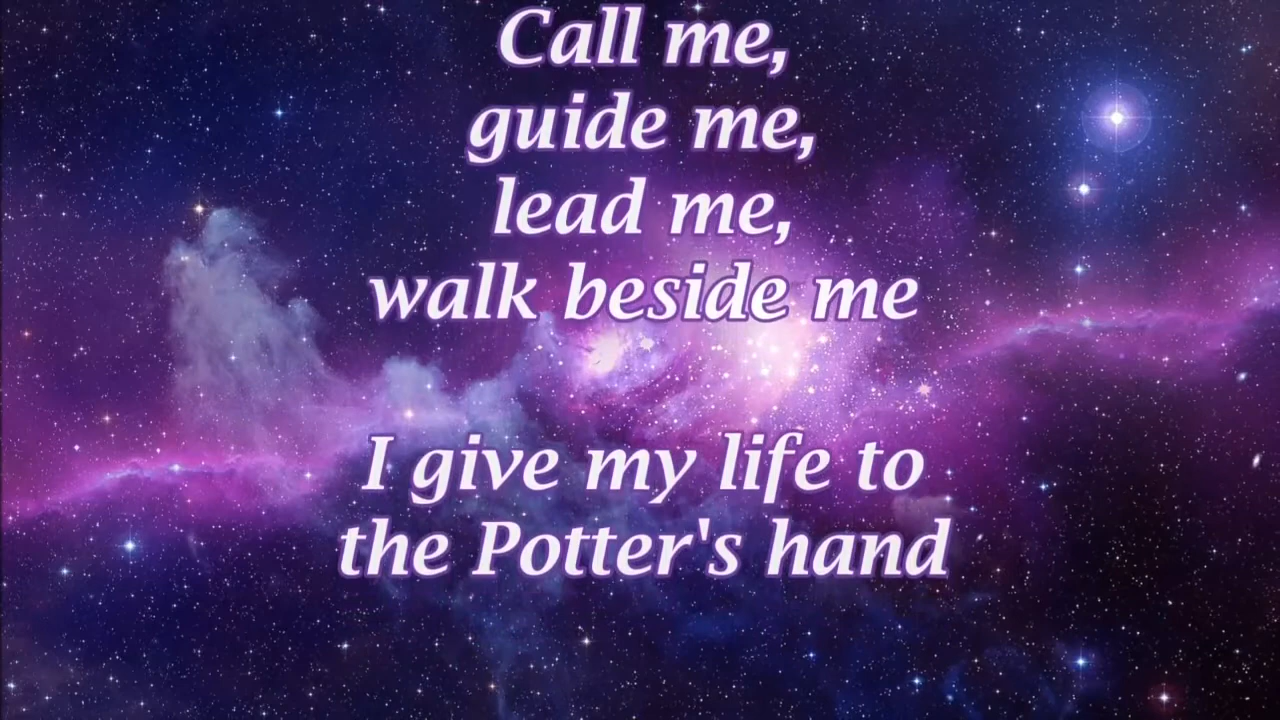 Call me,
guide me,
lead me,
walk beside me
I give my life to
the Potter's hand